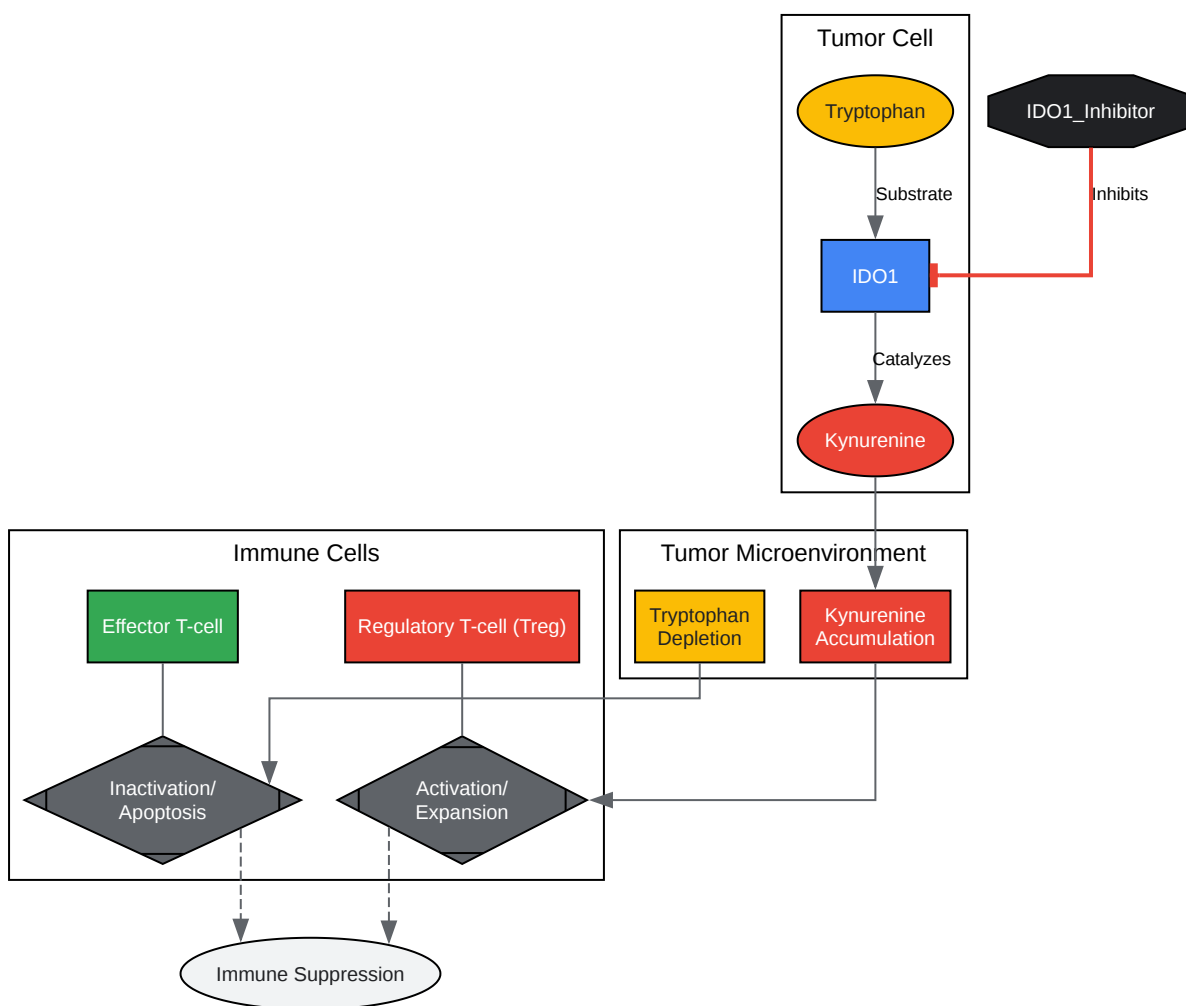 Tumor Cell
Tryptophan
IDO1_Inhibitor
Substrate
Inhibits
IDO1
Catalyzes
Kynurenine
Immune Cells
Tumor Microenvironment
Effector T-cell
Regulatory T-cell (Treg)
Tryptophan
Depletion
Kynurenine
Accumulation
Inactivation/
Apoptosis
Activation/
Expansion
Immune Suppression